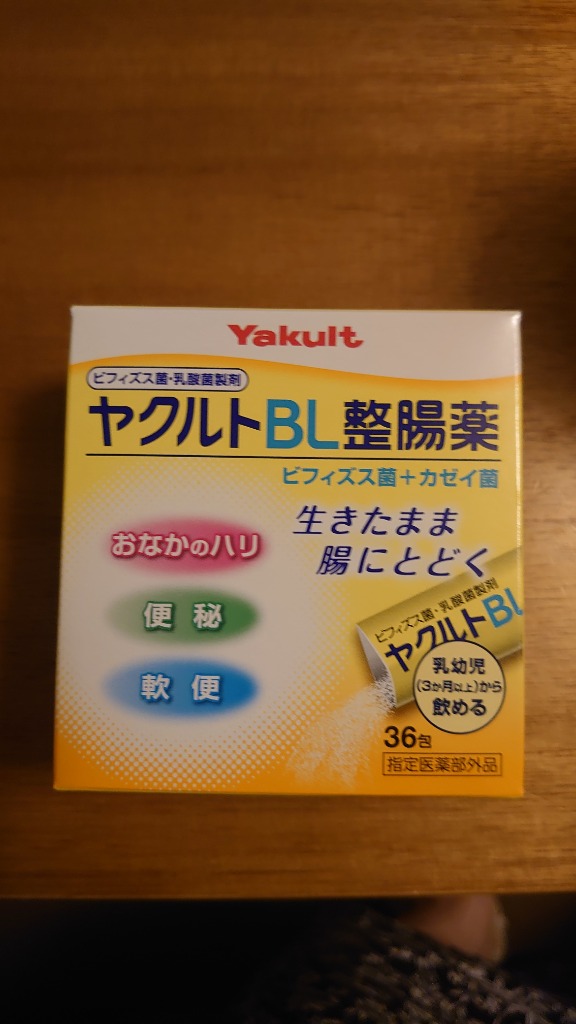 Yakult
ビフィズス菌・乳酸菌製剤
ヤクルトBL整腸薬
ビフィズス菌+カゼイ菌
生きたまま
腸にとどく
おなかのハリ
便秘
軟便
ビフィズス菌・乳酸菌製剤
ヤクルトBL
乳幼児
(3か月以上)から
飲める
36包
指定医薬部外品